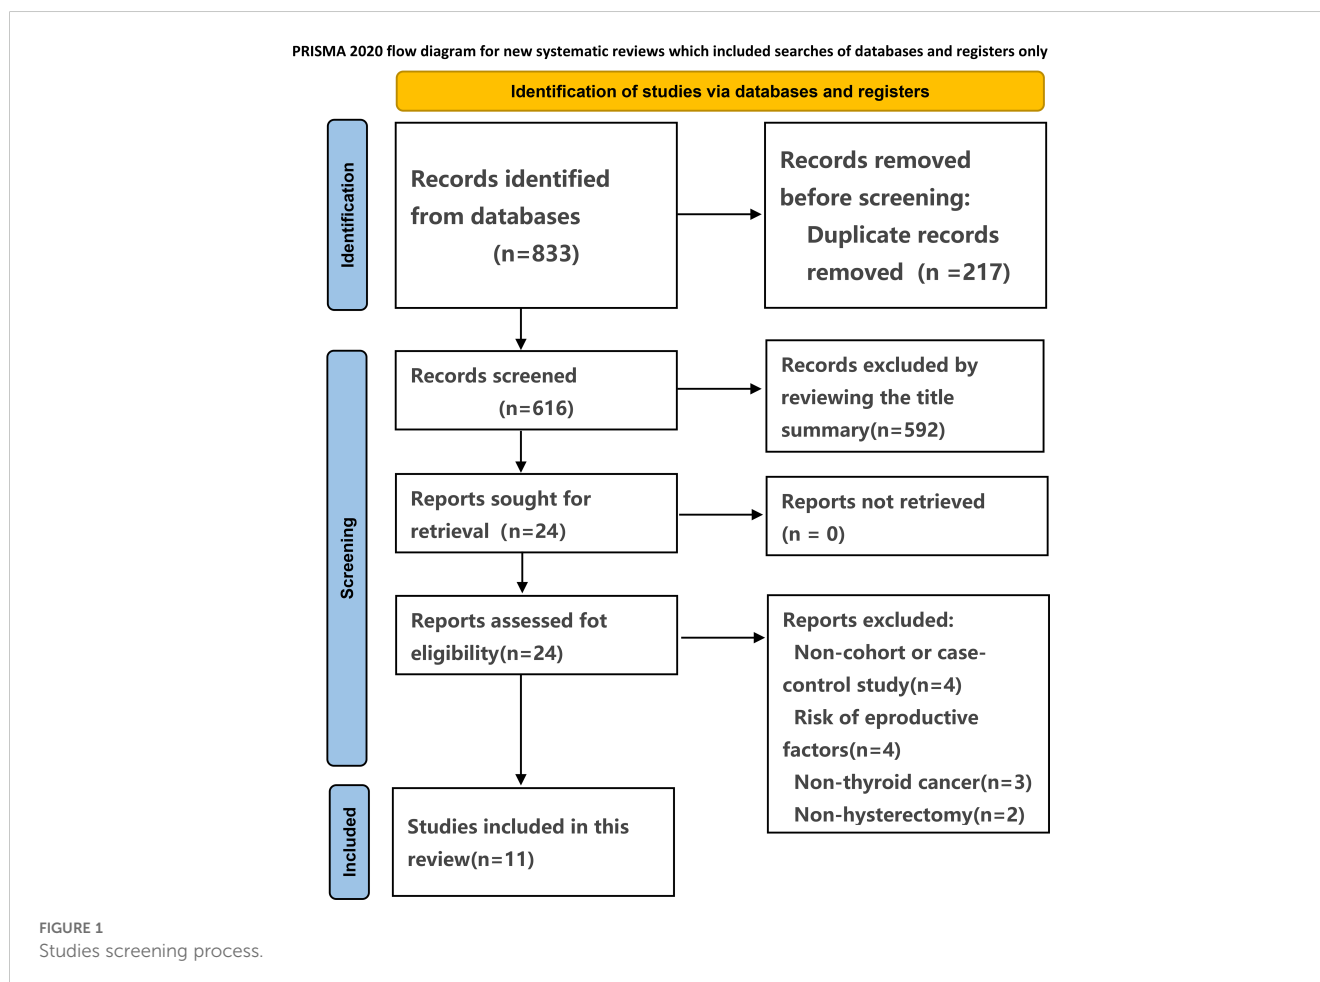 PRISMA 2020 flow diagram for new systematic reviews which included searches of databases and registers only
Identification of studies via databases and registers
Identification
Records identified
from databases
(n=833)
Records removed
before screening:
Duplicate records
removed (n =217)
Screening
Records screened
(n=616)
Records excluded by
reviewing the title
summary(n=592)
Reports sought for
retrieval (n=24)
Reports not retrieved
(n = 0)
Reports assessed fot
eligibility(n=24)
Reports excluded:
Non-cohort or case-
control study(n=4)
Risk of eproductive
factors(n=4)
Non-thyroid cancer(n=3)
Non-hysterectomy(n=2)
Included
Studies included in this
review(n=11)
FIGURE 1
Studies screening process.